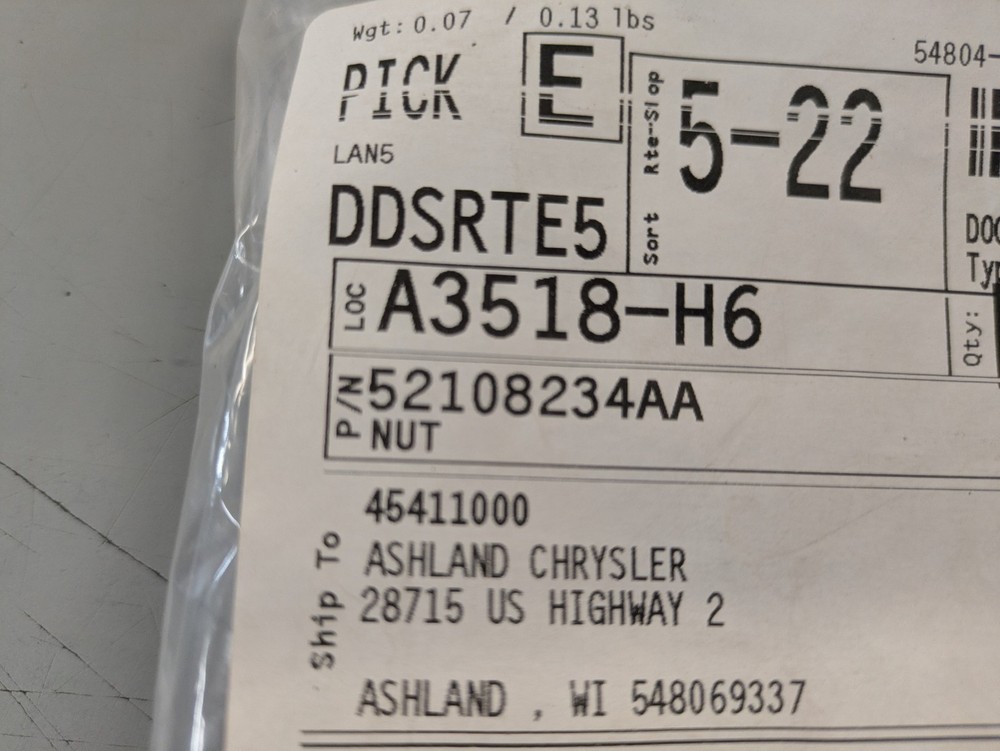 Wgt: 0.07 / 0.13 lbs
54804-
PICK E
Sort Rte-Slop 5-22
LAN5
DDSRTE5
DOC
Typ
LOC A3518-H6
Qty:
P/N 52108234AA
NUT
Ship To
45411000
ASHLAND CHRYSLER
28715 US HIGHWAY 2
ASHLAND , WI 548069337